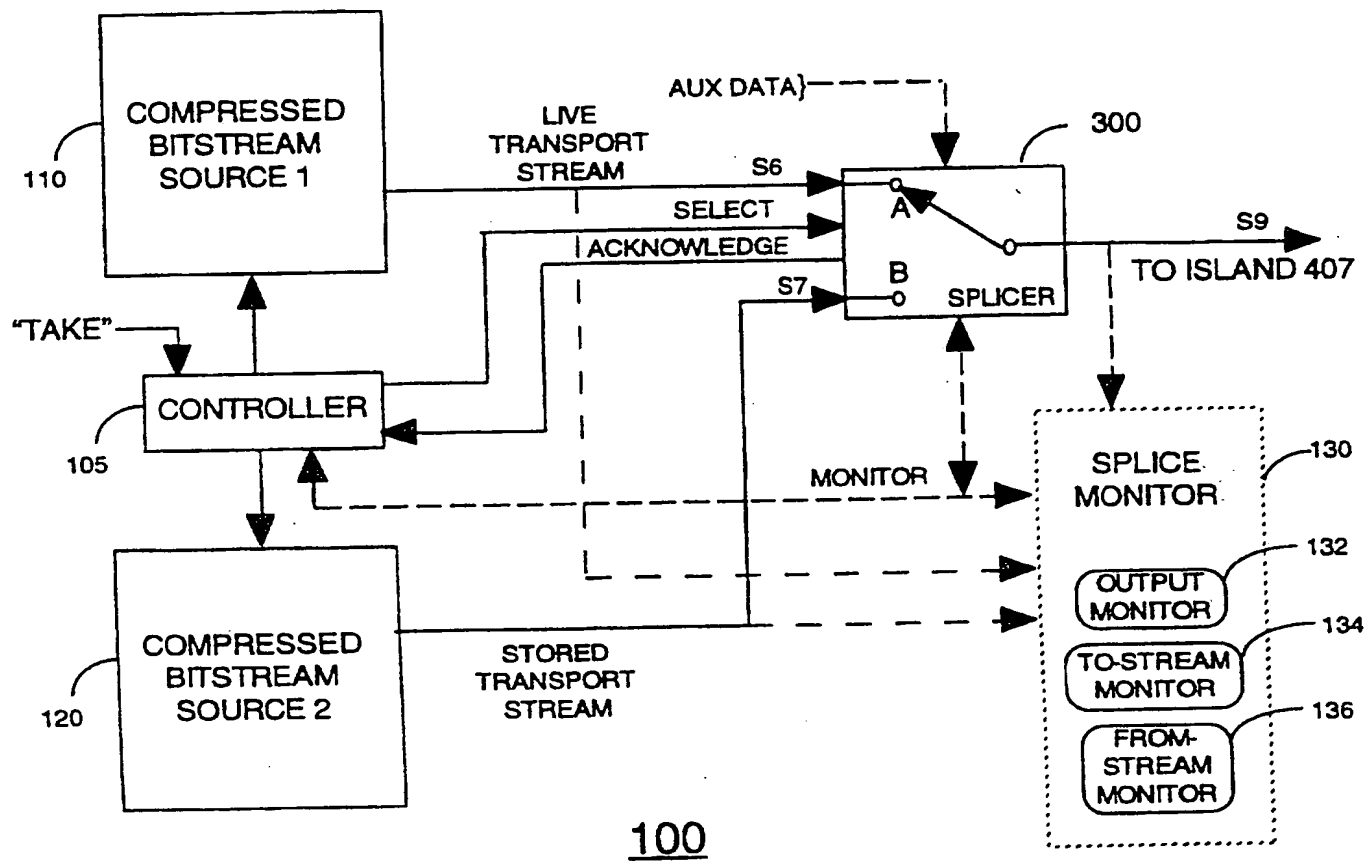 COMPRESSED
BITSTREAM
SOURCE 1
110
LIVE
TRANSPORT
STREAM
AUX DATA}
300
S6
A
SELECT
ACKNOWLEDGE
S7
B
SPLICER
S9
TO ISLAND 407
"TAKE"
CONTROLLER
105
MONITOR
SPLICE
MONITOR
130
OUTPUT
MONITOR
132
TO-STREAM
MONITOR
134
FROM-
STREAM
MONITOR
136
COMPRESSED
BITSTREAM
SOURCE 2
120
STORED
TRANSPORT
STREAM
100